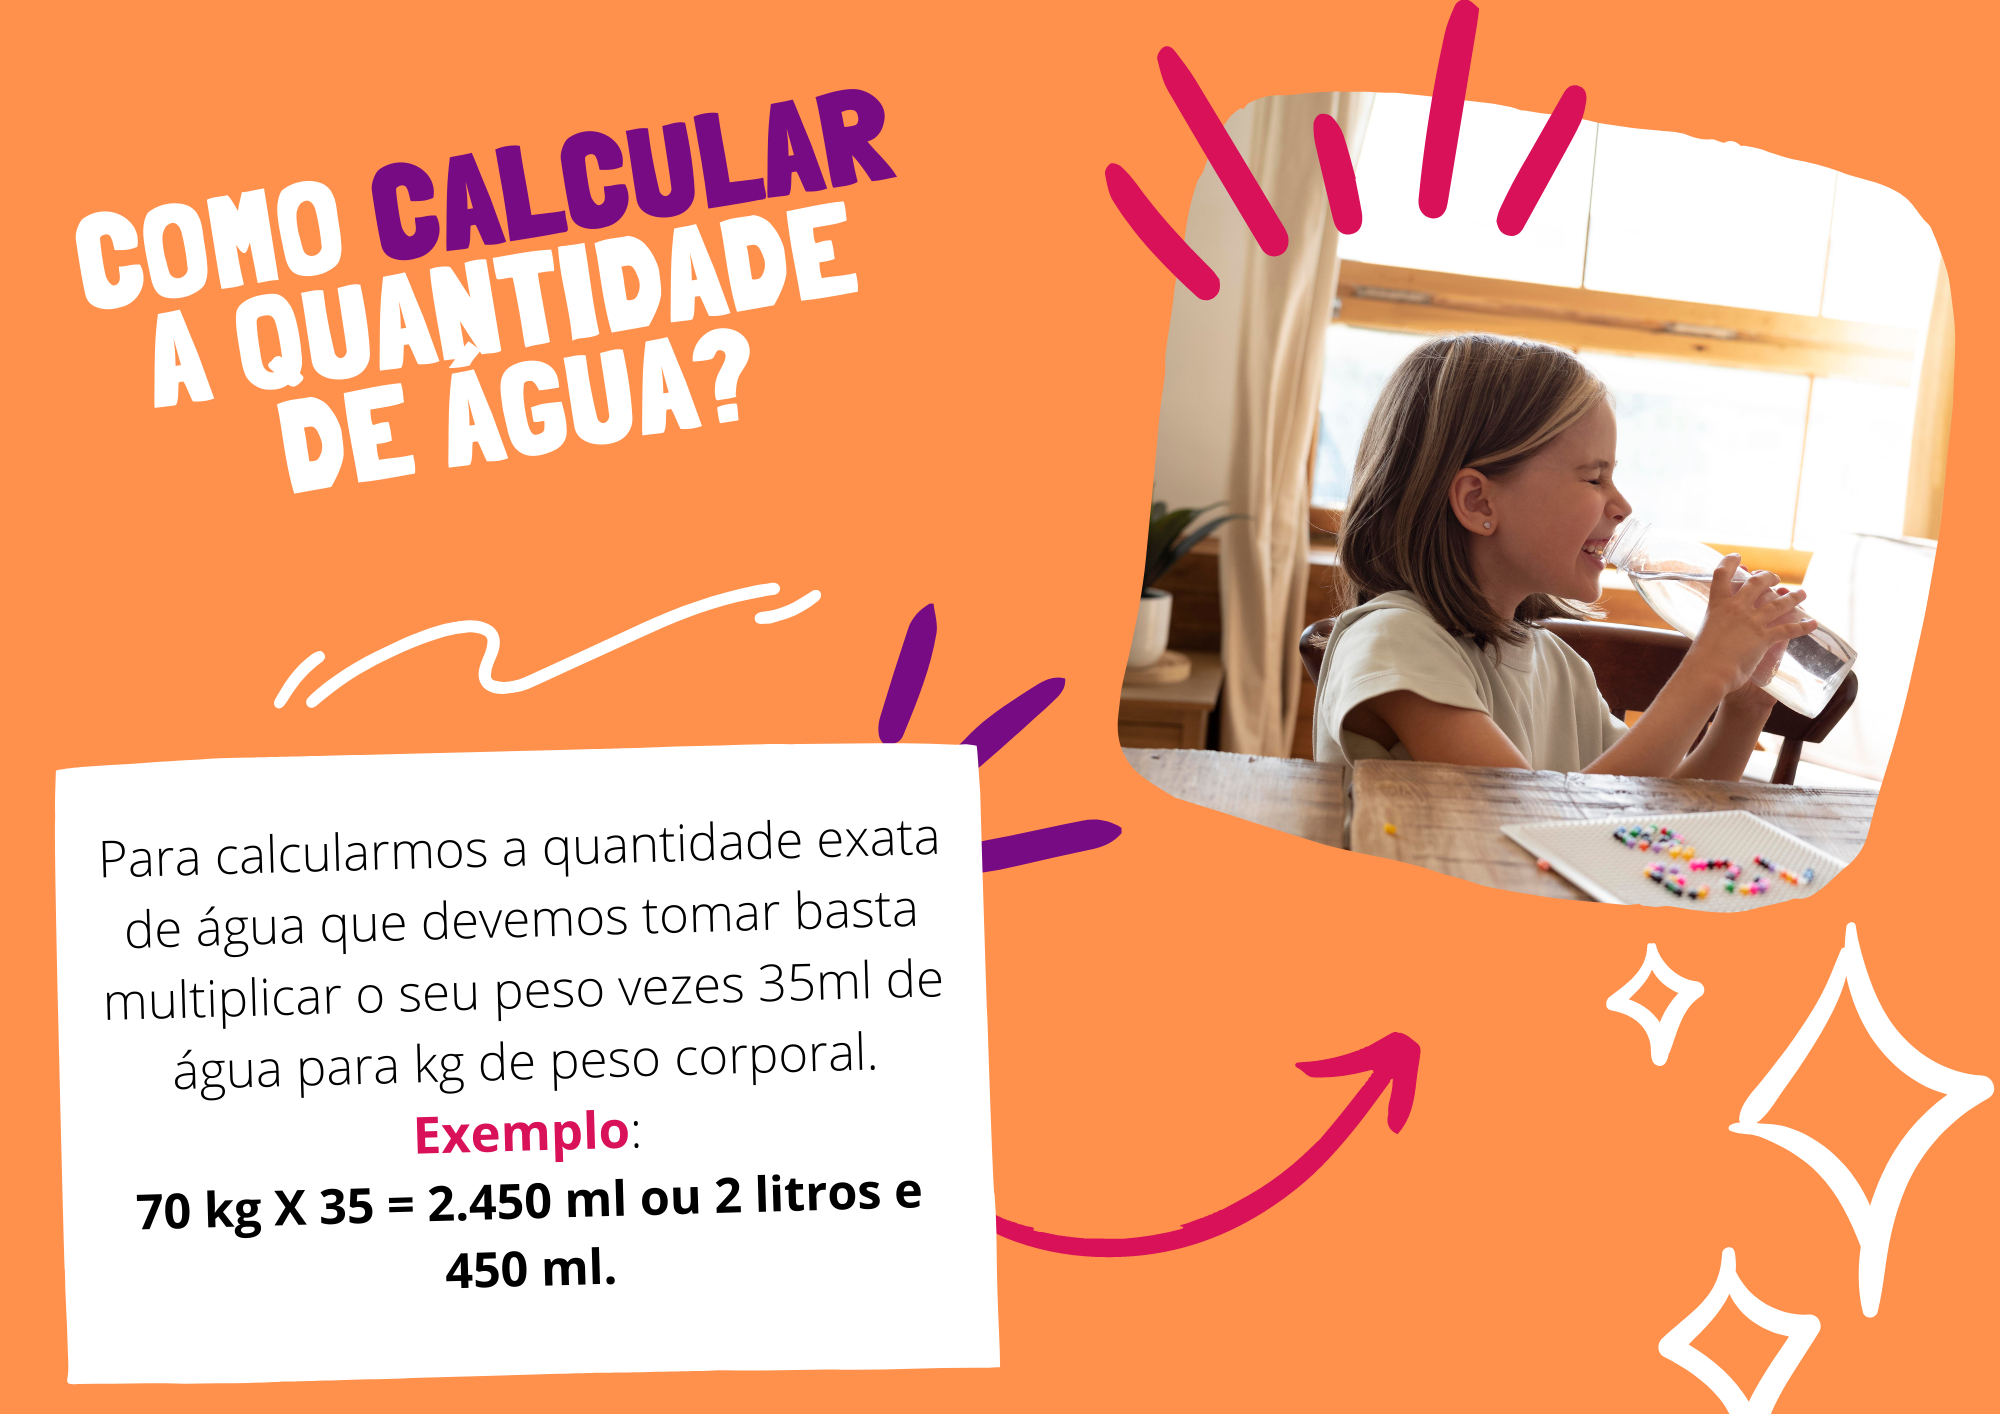 COMO CALCULAR
A QUANTIDADE
DE ÁGUA?
Para calcularmos a quantidade exata
de água que devemos tomar basta
multiplicar o seu peso vezes 35ml de
água para kg de peso corporal.
Exemplo:
70 kg X 35 = 2.450 ml ou 2 litros e
450 ml.